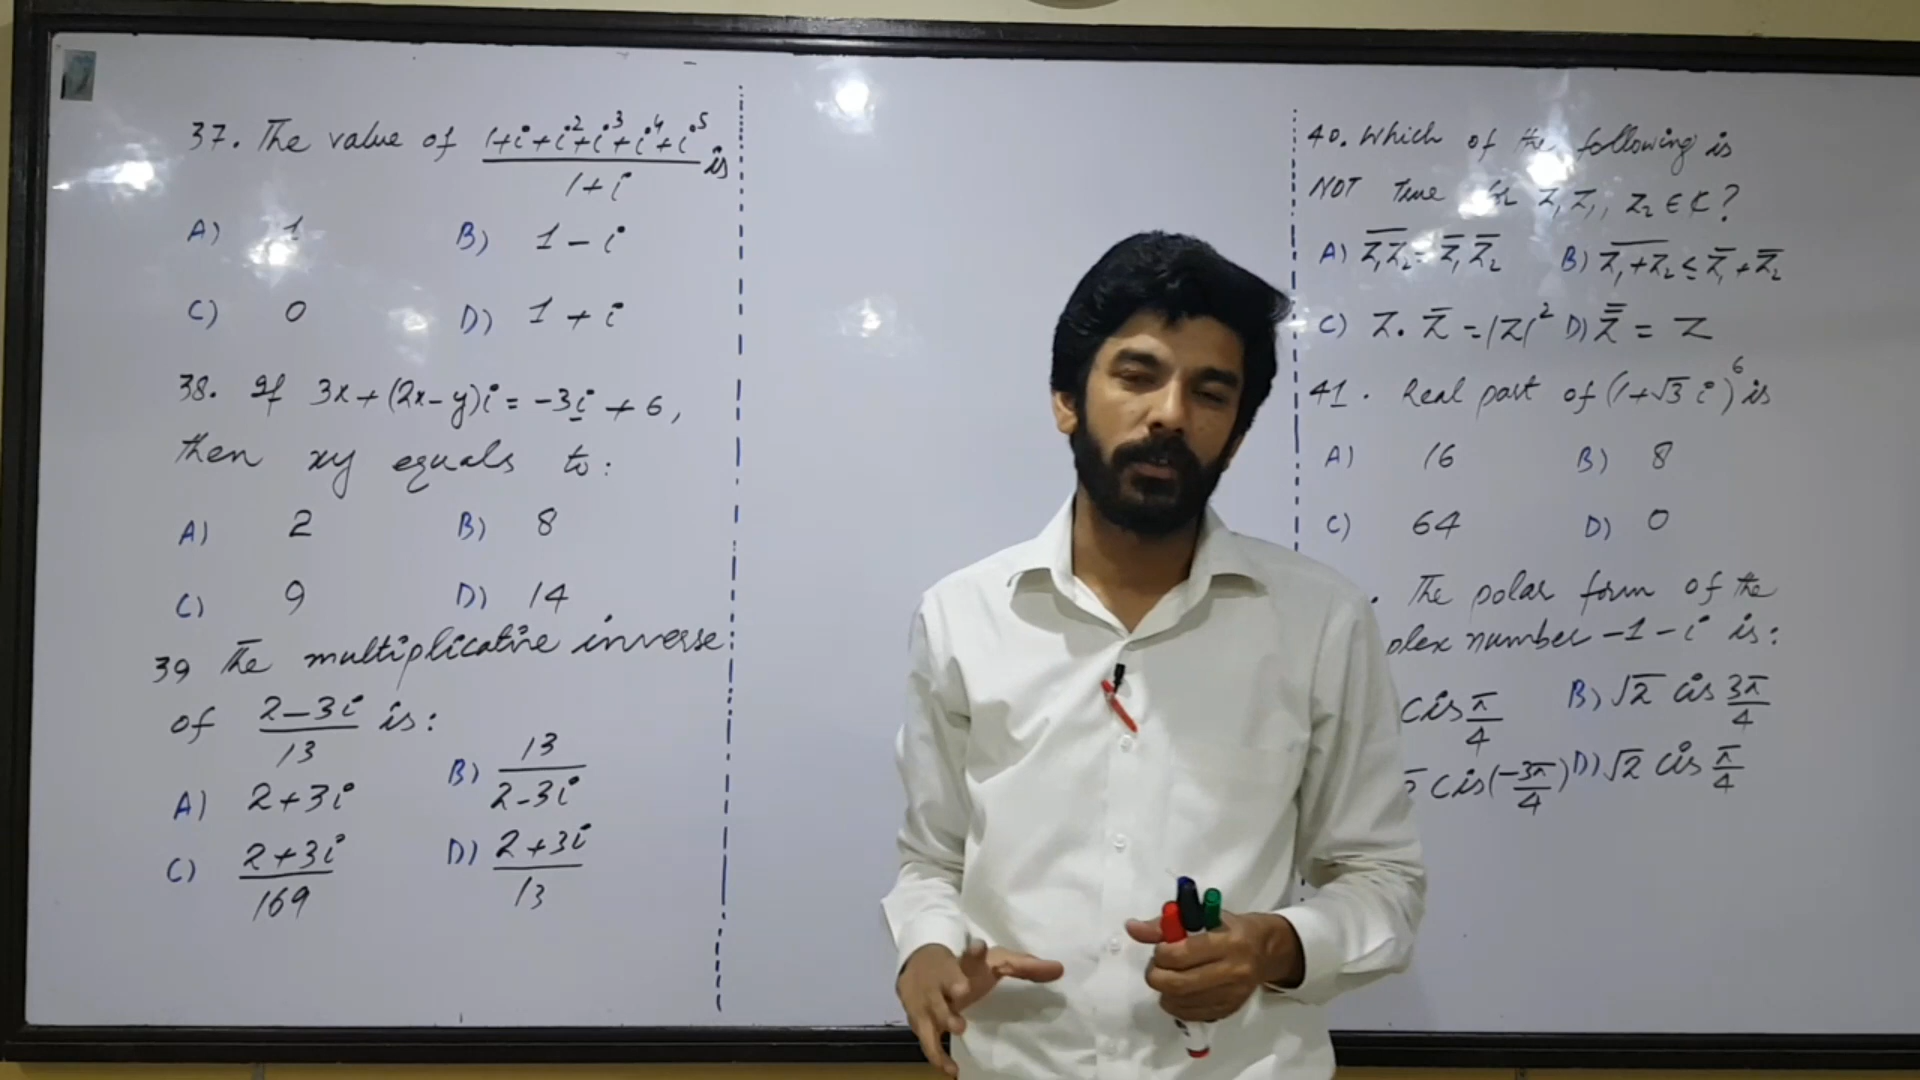 37. The value of (1+i+i²+i³+i⁴+i⁵)/(1+i) is
A) 1 B) 1-i
C) 0 D) 1+i
38. If 3x+(2x-y)i = -3i+6,
then xy equals to:
A) 2 B) 8
C) 9 D) 14
39 The multiplicative inverse
of (2-3i)/13 is:
A) 2+3i B) 13/(2-3i)
C) (2+3i)/169 D) (2+3i)/13
40. Which of the following is
NOT True for Z, Z₁, Z₂ ∈ ℂ?
A) \overline{Z₁Z₂} = Z̄₁ Z̄₂ B) \overline{Z₁+Z₂} ≤ Z̄₁+Z̄₂
C) Z. Z̄ = |Z|² D) \overline{Z̄} = Z
41. Real part of (1+√3 i)⁶ is
A) 16 B) 8
C) 64 D) 0
. The polar form of the
plex number -1-i is:
cis π/4 B) √2 cis 3π/4
cis(-3π/4) D) √2 cis π/4